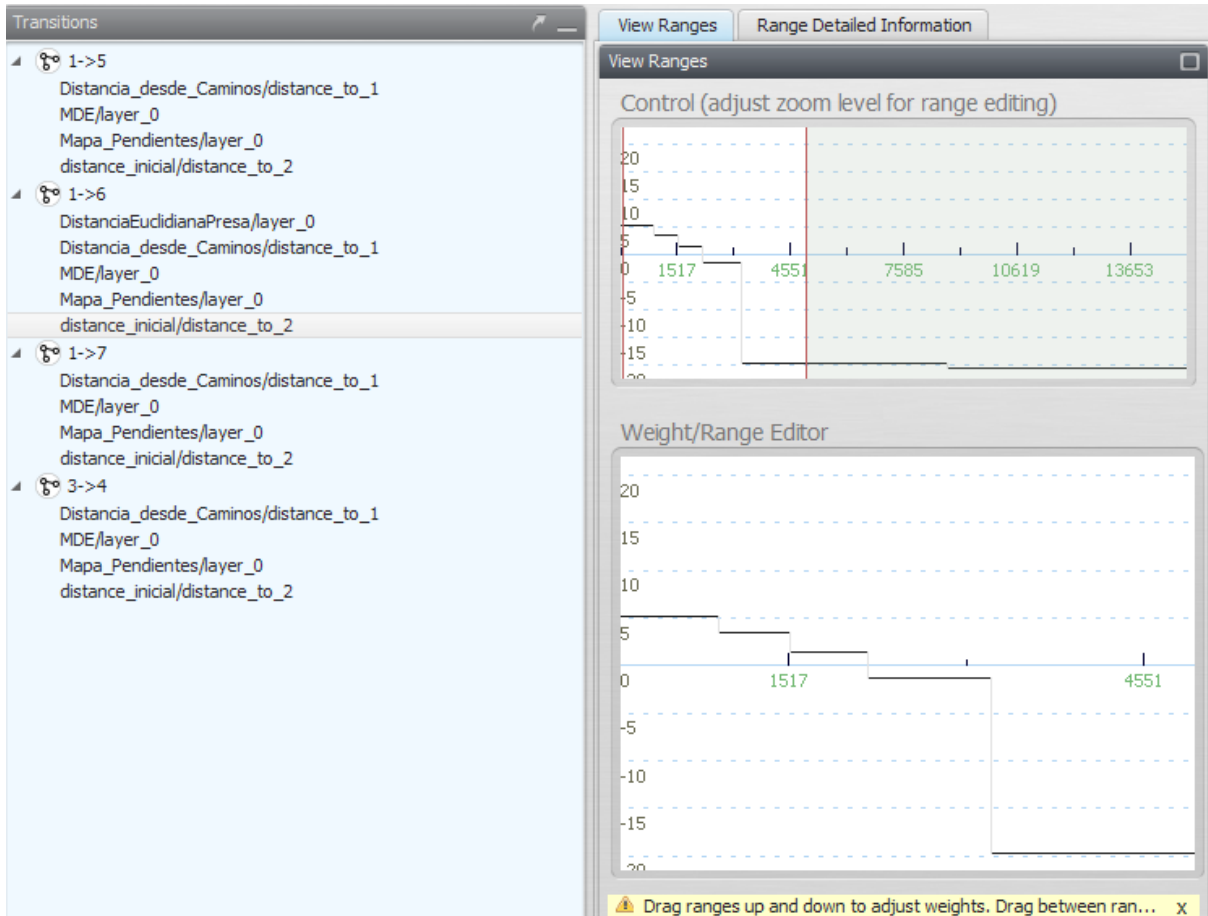 Transitions
1->5
Distancia_desde_Caminos/distance_to_1
MDE/layer_0
Mapa_Pendientes/layer_0
distance_inicial/distance_to_2
1->6
DistanciaEuclidianaPresa/layer_0
Distancia_desde_Caminos/distance_to_1
MDE/layer_0
Mapa_Pendientes/layer_0
distance_inicial/distance_to_2
1->7
Distancia_desde_Caminos/distance_to_1
MDE/layer_0
Mapa_Pendientes/layer_0
distance_inicial/distance_to_2
3->4
Distancia_desde_Caminos/distance_to_1
MDE/layer_0
Mapa_Pendientes/layer_0
distance_inicial/distance_to_2
View Ranges Range Detailed Information
View Ranges
Control (adjust zoom level for range editing)
20
15
10
5
0 1517 4551 7585 10619 13653
-5
-10
-15
-20
Weight/Range Editor
20
15
10
5
0 1517 4551
-5
-10
-15
-20
Drag ranges up and down to adjust weights. Drag between ran... x